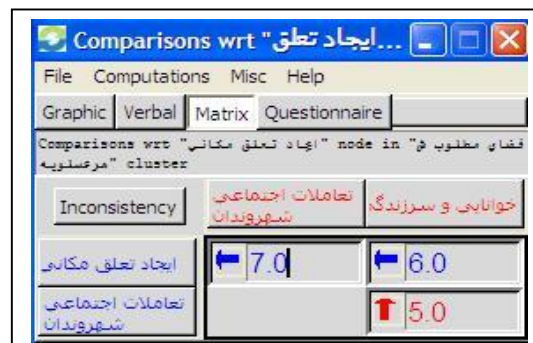 Comparisons wrt "ایجاد تعلق...
File Computations Misc Help
Graphic Verbal Matrix Questionnaire
Comparisons wrt "ایجاد تعلق مکانی" node in "فضای مطلوب
cluster "
Inconsistency
تعاملات اجتماعی
شهروندان
خوانایی و سرزندگی
ایجاد تعلق مکانی
7.0
6.0
تعاملات اجتماعی
شهروندان
5.0